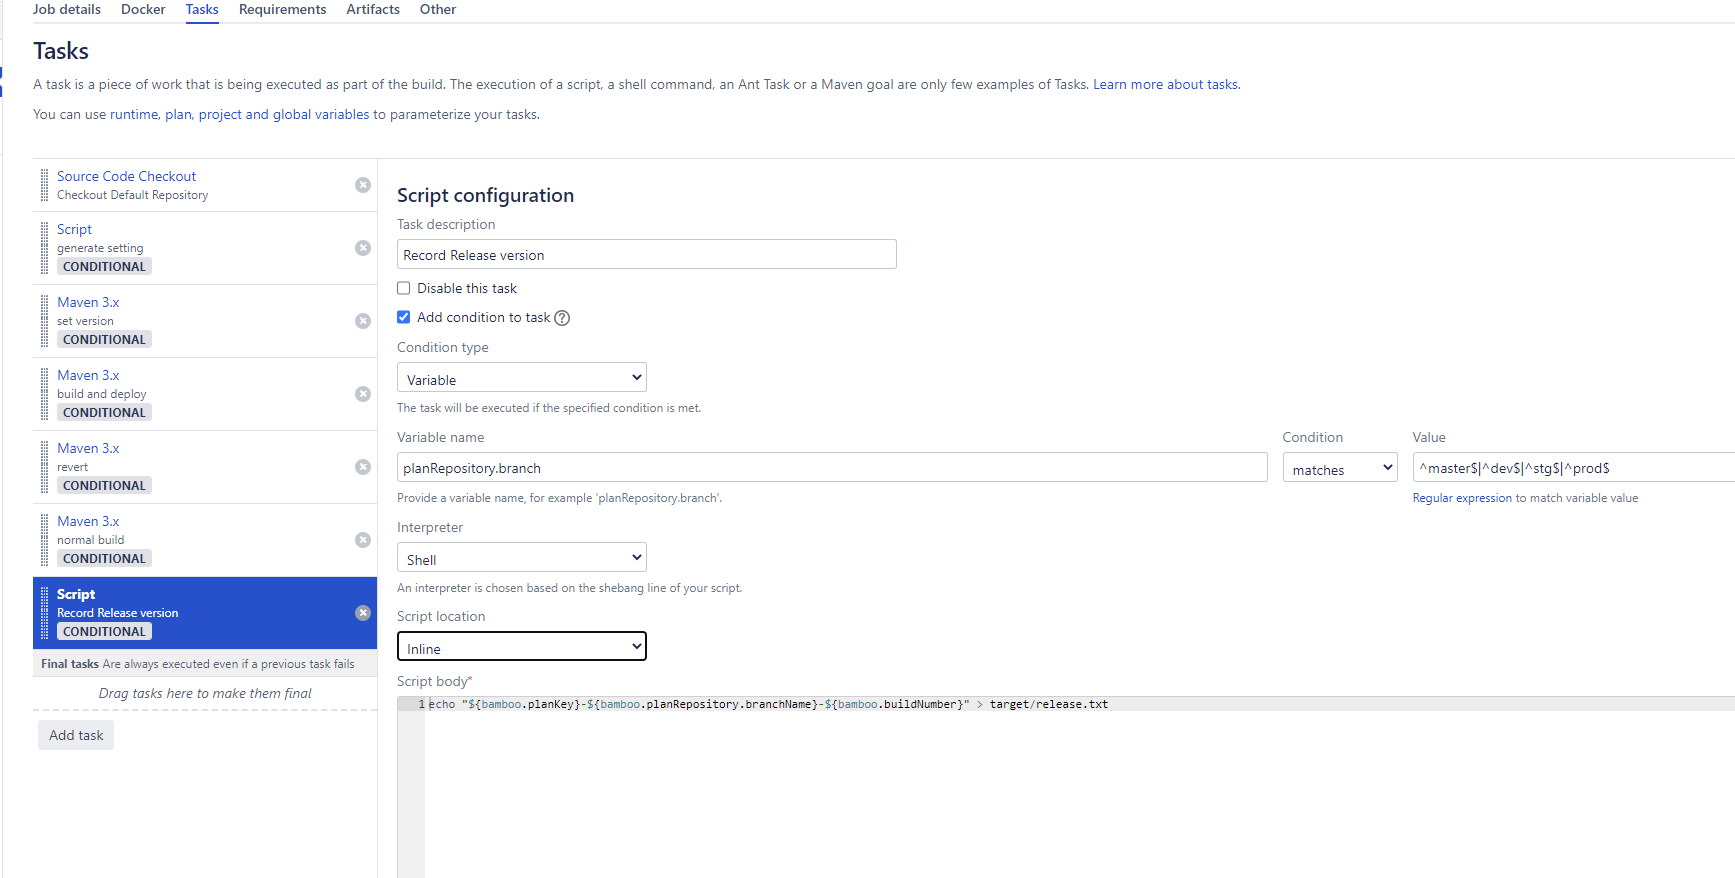 Job details Docker Tasks Requirements Artifacts Other
Tasks
A task is a piece of work that is being executed as part of the build. The execution of a script, a shell command, an Ant Task or a Maven goal are only few examples of Tasks. Learn more about tasks.
You can use runtime, plan, project and global variables to parameterize your tasks.
Source Code Checkout
Checkout Default Repository
Script
generate setting
CONDITIONAL
Maven 3.x
set version
CONDITIONAL
Maven 3.x
build and deploy
CONDITIONAL
Maven 3.x
revert
CONDITIONAL
Maven 3.x
normal build
CONDITIONAL
Script
Record Release version
CONDITIONAL
Final tasks Are always executed even if a previous task fails
Drag tasks here to make them final
Add task
Script configuration
Task description
Record Release version
Disable this task
Add condition to task ?
Condition type
Variable
The task will be executed if the specified condition is met.
Variable name Condition Value
planRepository.branch matches ^master$|^dev$|^stg$|^prod$
Provide a variable name, for example 'planRepository.branch'. Regular expression to match variable value
Interpreter
Shell
An interpreter is chosen based on the shebang line of your script.
Script location
Inline
Script body*
1 echo "${bamboo.planKey}-${bamboo.planRepository.branchName}-${bamboo.buildNumber}" > target/release.txt